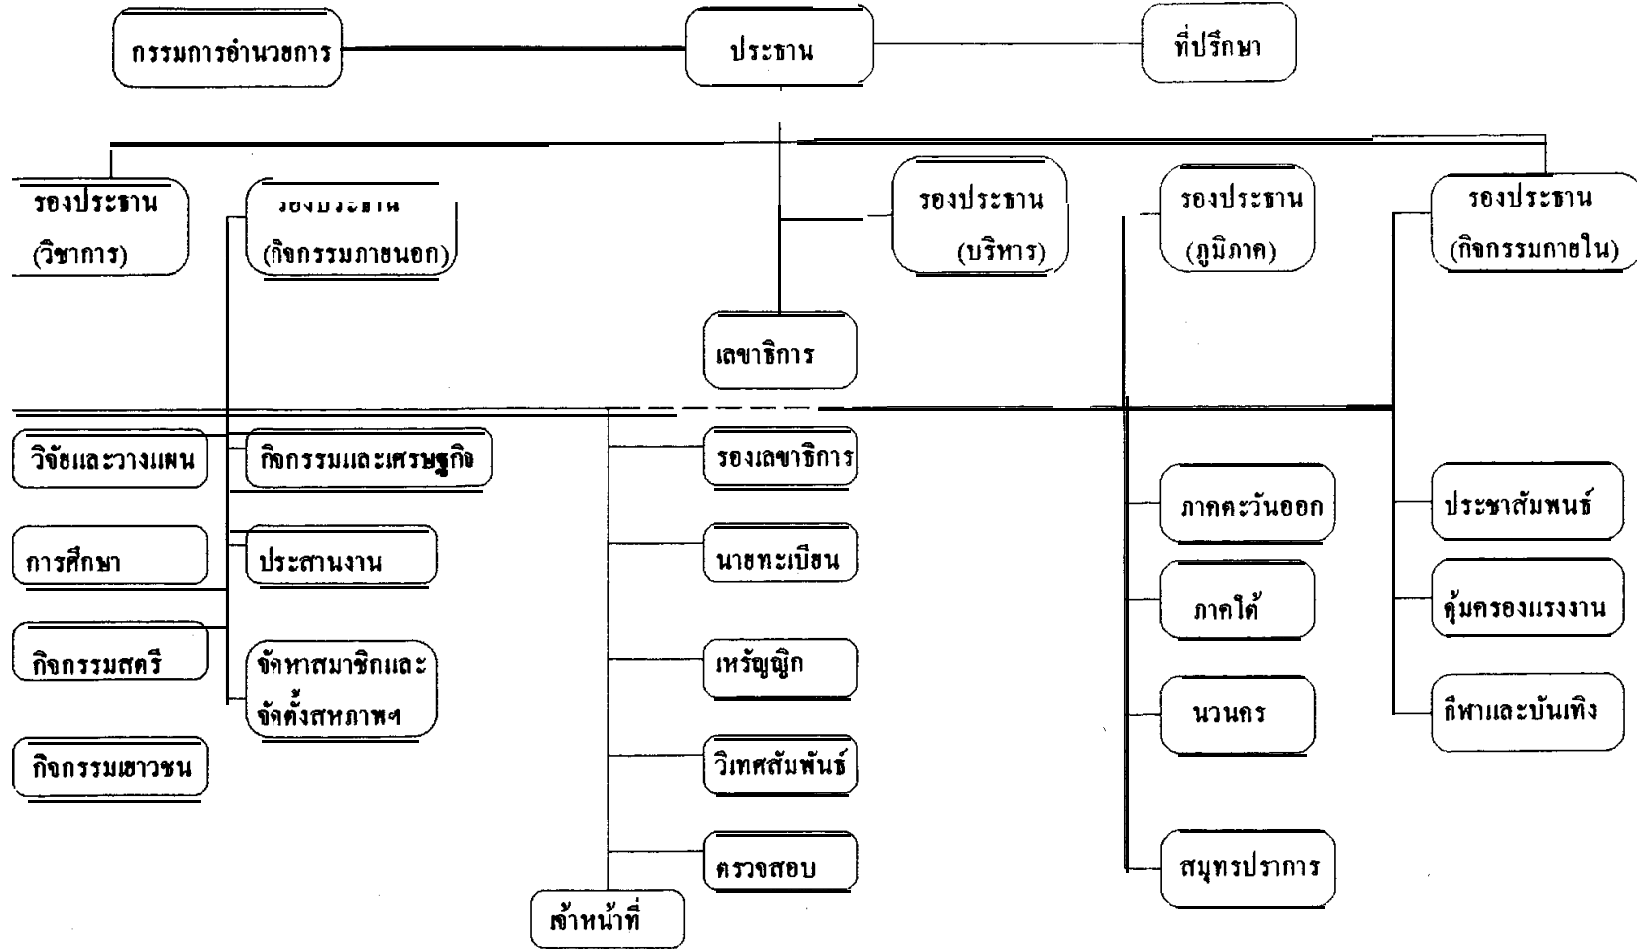 กรรมการอำนวยการ
ประธาน
ที่ปรึกษา
รองประธาน
(วิชาการ)
รองประธาน
(กิจกรรมภายนอก)
รองประธาน
(บริหาร)
รองประธาน
(ภูมิภาค)
รองประธาน
(กิจกรรมภายใน)
เลขาธิการ
วิจัยและวางแผน
กิจกรรมและเศรษฐกิจ
รองเลขาธิการ
ภาคตะวันออก
ประชาสัมพนธ์
การศึกษา
ประสานงาน
นายทะเบียน
ภาคใต้
คุ้มครองแรงงาน
กิจกรรมสตรี
จัดหาสมาชิกและ
จัดตั้งสหภาพฯ
เหรัญญิก
นวนคร
กีฬาและบันเทิง
กิจกรรมเยาวชน
วิเทศสัมพันธ์
ตรวจสอบ
สมุทรปราการ
เจ้าหน้าที่